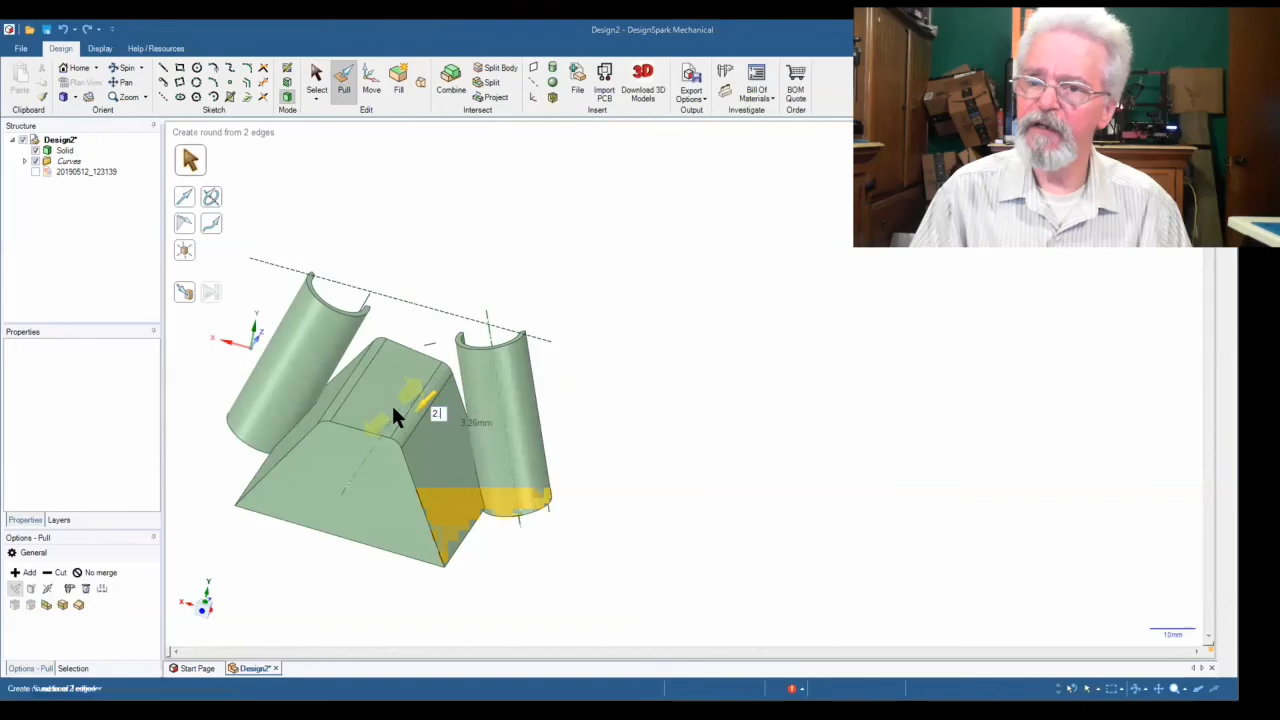 Design2 - DesignSpark Mechanical
File Design Display Help / Resources
Home Spin Split Body
Plan View Pan Split
Paste Zoom Select Pull Move Fill Combine Project File Import PCB Download 3D Models Export Options Bill Of Materials BOM Quote
Clipboard Orient Sketch Mode Edit Intersect Insert Output Investigate Order
Structure
Design2*
Solid
Curves
20190512_123139
Create round from 2 edges
Y
X
Z
2
3.26mm
Properties
Properties Layers
Options - Pull
General
Add Cut No merge
Y
X
10mm
Options - Pull Selection
Start Page Design2*